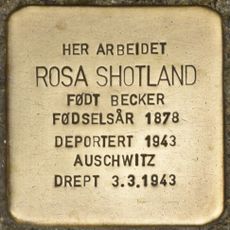 HER ARBEIDET
ROSA SHOTLAND
FØDT BECKER
FØDSELSÅR 1878
DEPORTERT 1943
AUSCHWITZ
DREPT 3.3.1943